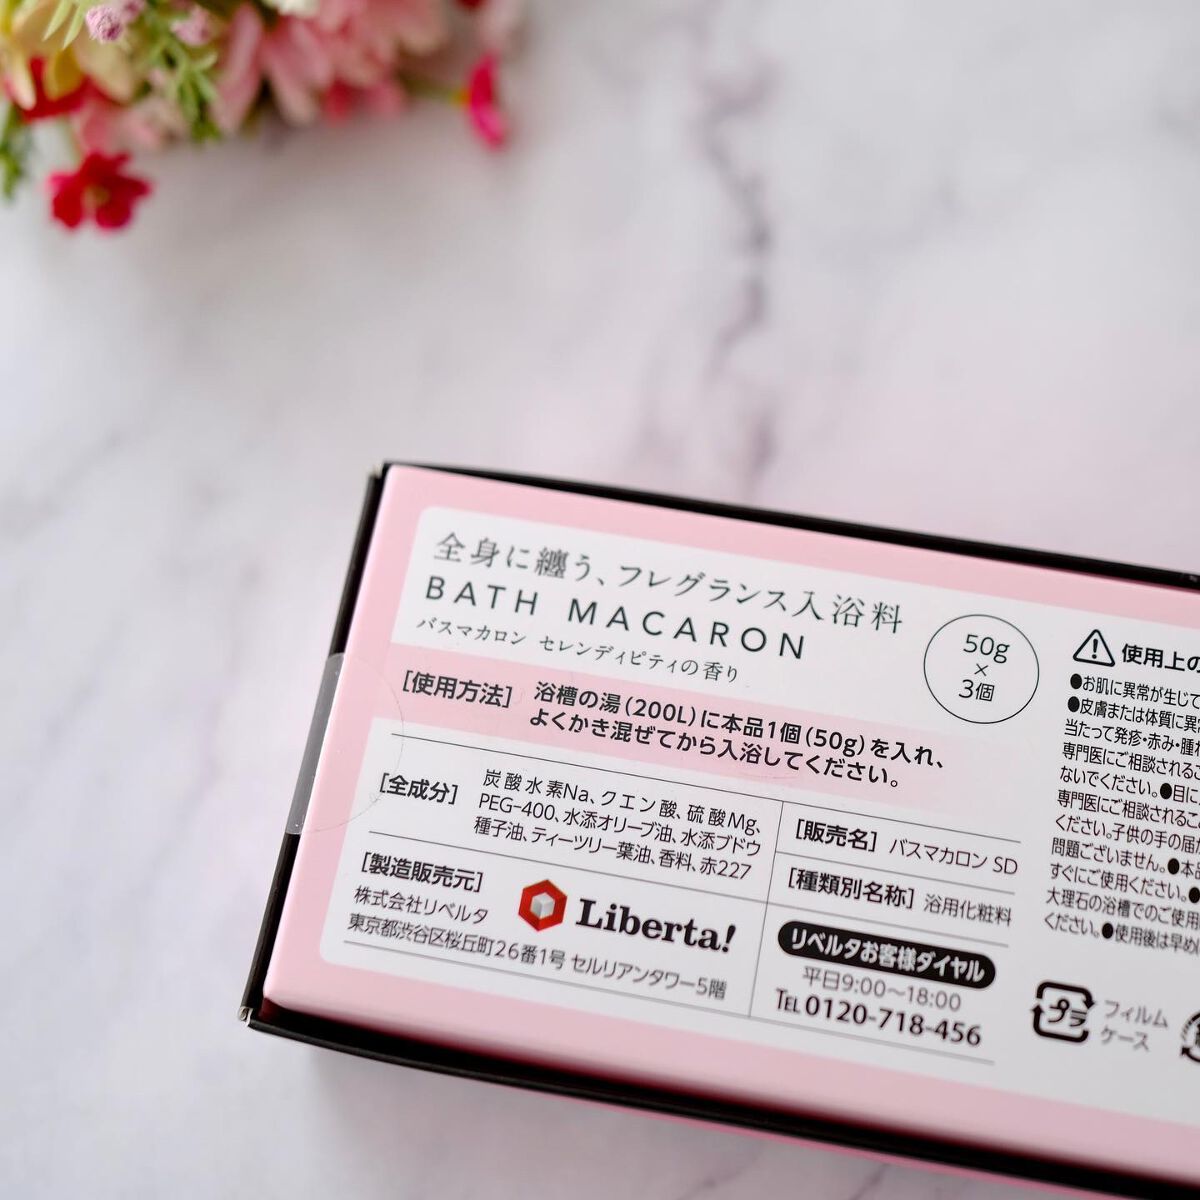 全身に纏う、フレグランス入浴料
BATH MACARON
バスマカロン セレンディピティの香り
50g
×
3個
[使用方法] 浴槽の湯(200L)に本品1個(50g)を入れ、
よくかき混ぜてから入浴してください。
[全成分] 炭酸水素Na、クエン酸、硫酸Mg、
PEG-400、水添オリーブ油、水添ブドウ
種子油、ティーツリー葉油、香料、赤227
[製造販売元]
株式会社リベルタ
Liberta!
東京都渋谷区桜丘町26番1号 セルリアンタワー5階
[販売名] バスマカロン SD
[種類別名称] 浴用化粧料
リベルタお客様ダイヤル
平日9:00〜18:00
TEL 0120-718-456
使用上の
●お肌に異常が生じて
●皮膚または体質に異
当たって発疹・赤み・腫
専門医にご相談される
ないでください。●目に
専門医にご相談される
ください。子供の手の届
問題ございません。●本
すぐにご使用ください。●
大理石の浴槽でのご使用
ください。●使用後は早め
プラ
フィルム
ケース